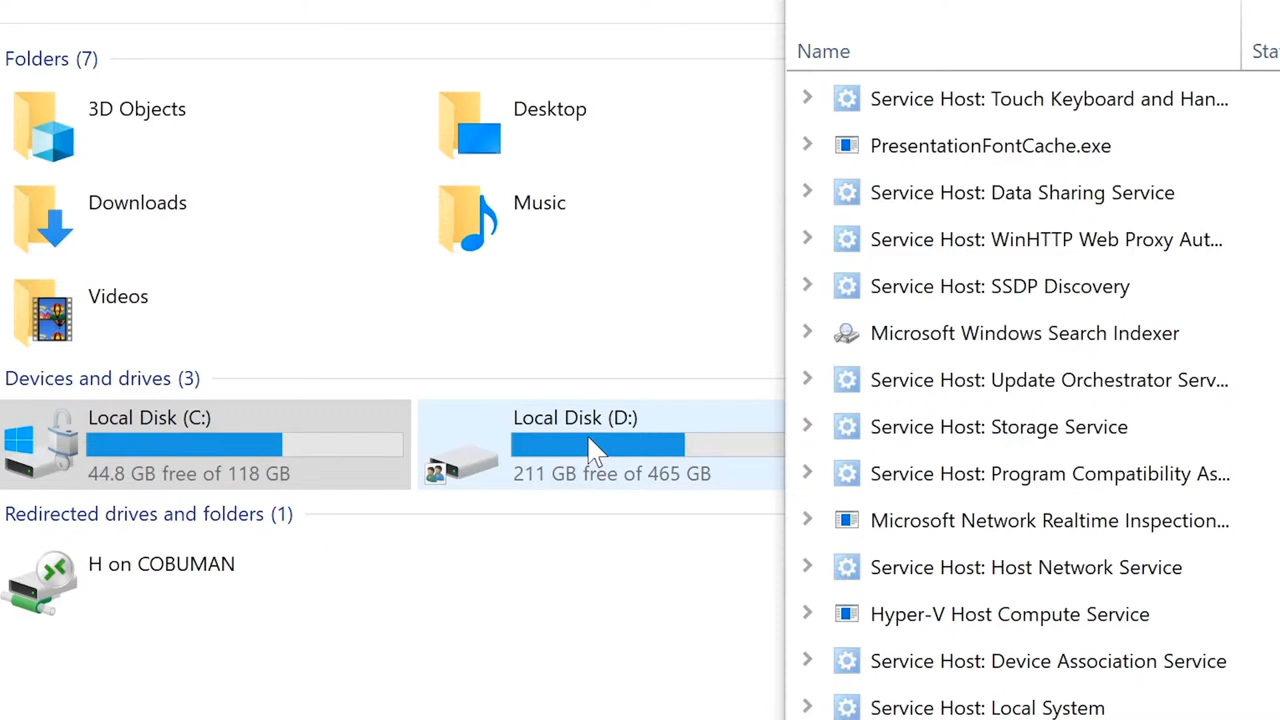 Folders (7)
3D Objects
Desktop
Downloads
Music
Videos
Devices and drives (3)
Local Disk (C:)
44.8 GB free of 118 GB
Local Disk (D:)
211 GB free of 465 GB
Redirected drives and folders (1)
H on COBUMAN
Name
Sta
Service Host: Touch Keyboard and Han...
PresentationFontCache.exe
Service Host: Data Sharing Service
Service Host: WinHTTP Web Proxy Aut...
Service Host: SSDP Discovery
Microsoft Windows Search Indexer
Service Host: Update Orchestrator Serv...
Service Host: Storage Service
Service Host: Program Compatibility As...
Microsoft Network Realtime Inspection...
Service Host: Host Network Service
Hyper-V Host Compute Service
Service Host: Device Association Service
Service Host: Local System